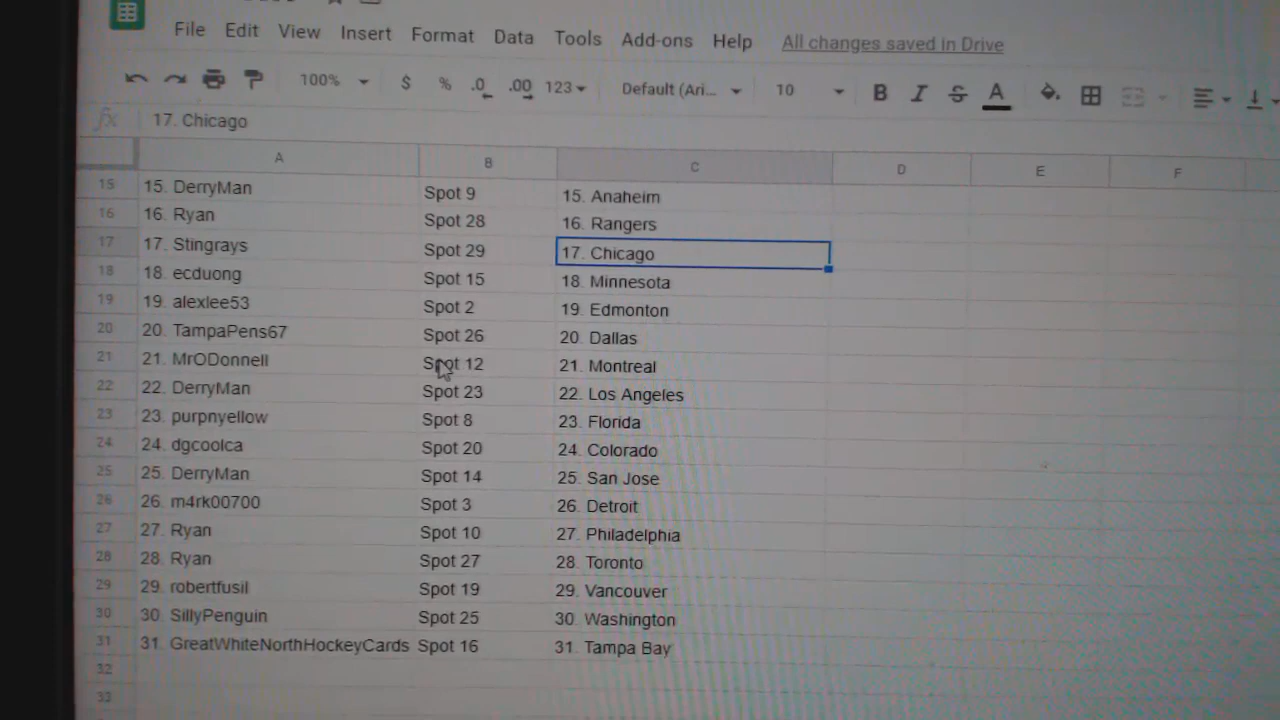 File Edit View Insert Format Data Tools Add-ons Help All changes saved in Drive
100% $ % .0 .00 123 Default (Ari... 10 B I S A
fx 17. Chicago
A B C D E F
15 15. DerryMan Spot 9 15. Anaheim
16 16. Ryan Spot 28 16. Rangers
17 17. Stingrays Spot 29 17. Chicago
18 18. ecduong Spot 15 18. Minnesota
19 19. alexlee53 Spot 2 19. Edmonton
20 20. TampaPens67 Spot 26 20. Dallas
21 21. MrODonnell Spot 12 21. Montreal
22 22. DerryMan Spot 23 22. Los Angeles
23 23. purpnyellow Spot 8 23. Florida
24 24. dgcoolca Spot 20 24. Colorado
25 25. DerryMan Spot 14 25. San Jose
26 26. m4rk00700 Spot 3 26. Detroit
27 27. Ryan Spot 10 27. Philadelphia
28 28. Ryan Spot 27 28. Toronto
29 29. robertfusil Spot 19 29. Vancouver
30 30. SillyPenguin Spot 25 30. Washington
31 31. GreatWhiteNorthHockeyCards Spot 16 31. Tampa Bay
32
33